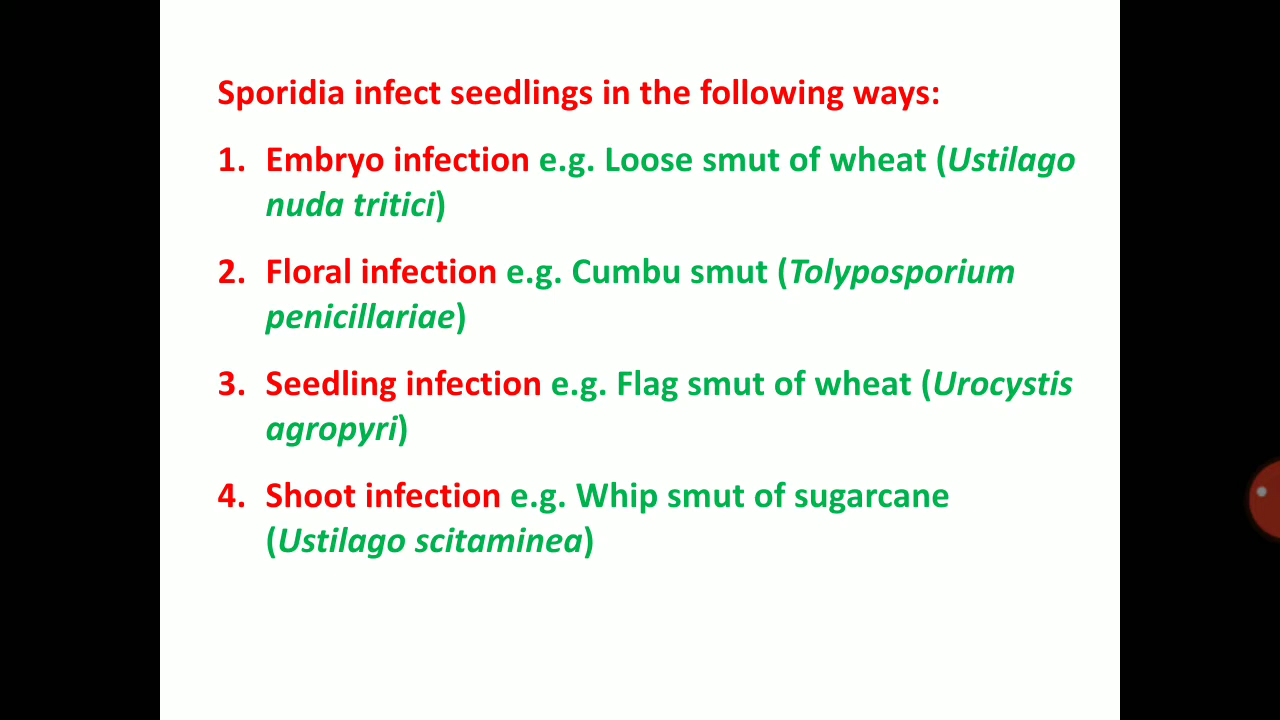 Sporidia infect seedlings in the following ways:
1. Embryo infection e.g. Loose smut of wheat (Ustilago
nuda tritici)
2. Floral infection e.g. Cumbu smut (Tolyposporium
penicillariae)
3. Seedling infection e.g. Flag smut of wheat (Urocystis
agropyri)
4. Shoot infection e.g. Whip smut of sugarcane
(Ustilago scitaminea)